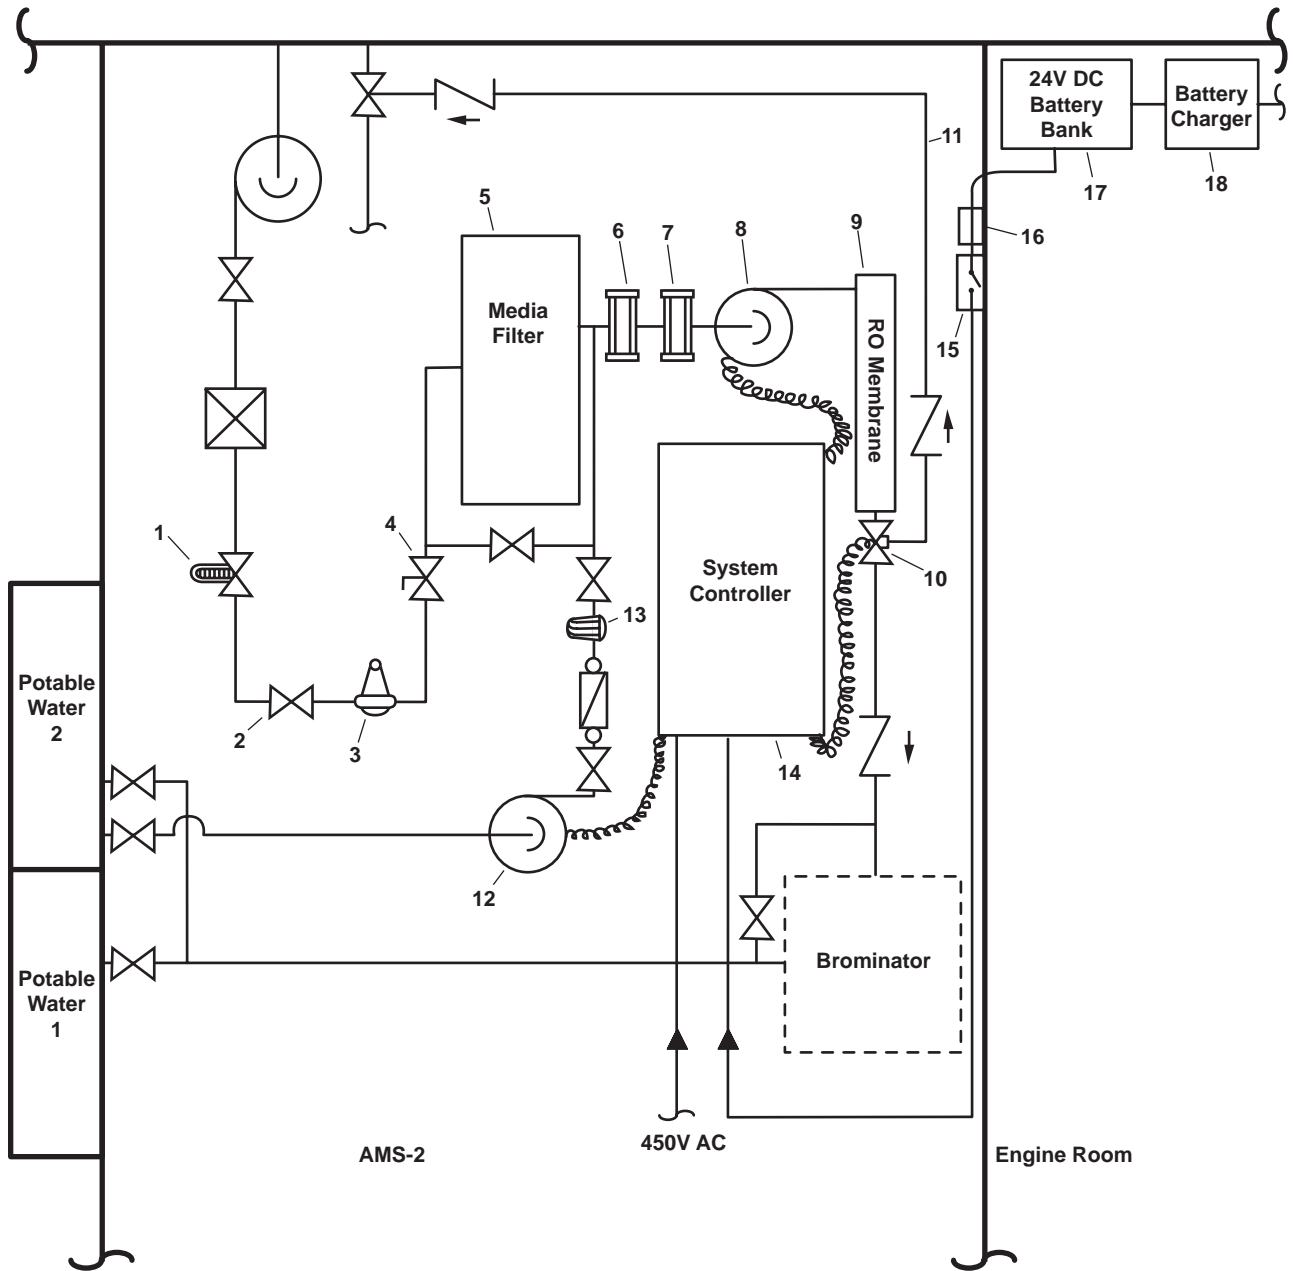 24V DC
Battery
Bank
Battery
Charger
11
17
18
5
6
7
8
9
16
Media
Filter
RO Membrane
15
1
4
System
Controller
10
13
Potable
Water
2
2
3
14
12
Potable
Water
1
Brominator
450V AC
AMS-2
Engine Room